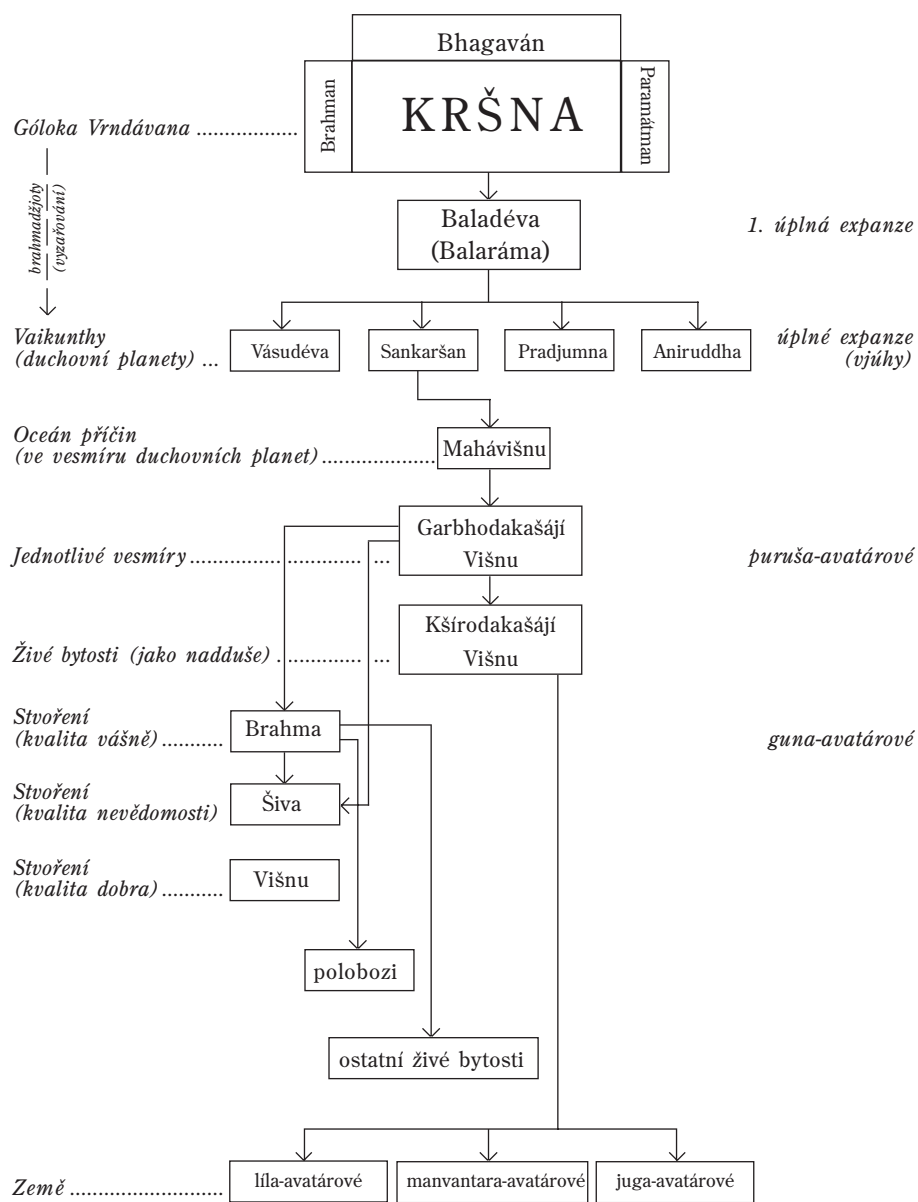 Bhagaván
Brahman
KRŠNA
Paramátman
Góloka Vrndávana ..................
brahmadžjoty
(vyzařování)
Baladéva
(Balaráma)
1. úplná expanze
Vaikunthy
(duchovní planety) ...
Vásudéva
Sankaršan
Pradjumna
Aniruddha
úplné expanze
(vjúhy)
Oceán příčin
(ve vesmíru duchovních planet) ....................
Mahávišnu
Jednotlivé vesmíry ........................... ...
Garbhodakašájí
Višnu
puruša-avatárové
Živé bytosti (jako nadduše) . ............. ...
Kšírodakašájí
Višnu
Stvoření
(kvalita vášně) ...........
Brahma
guna-avatárové
Stvoření
(kvalita nevědomosti) ..
Šiva
Stvoření
(kvalita dobra) ...........
Višnu
polobozi
ostatní živé bytosti
Země .......................
líla-avatárové
manvantara-avatárové
juga-avatárové